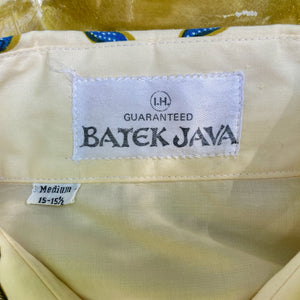 I.H.
GUARANTEED
BATEK JAVA
Medium
15-15½